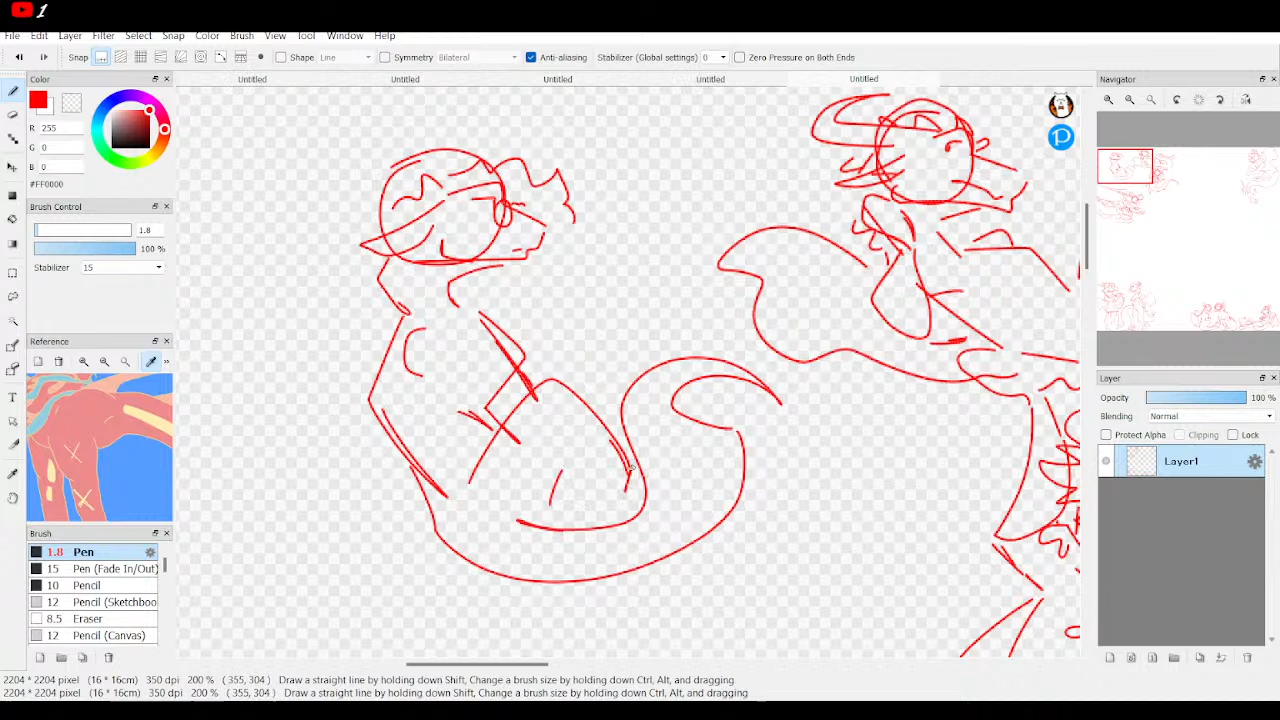 1
File Edit Layer Filter Select Snap Color Brush View Tool Window Help
Snap Shape Line Symmetry Bilateral Anti-aliasing Stabilizer (Global settings) 0 Zero Pressure on Both Ends
Color
Untitled Untitled Untitled Untitled Untitled
Navigator
R 255
G 0
B 0
#FF0000
Brush Control
1.8
100 %
Stabilizer 15
Reference
»
Brush
1.8 Pen
15 Pen (Fade In/Out)
10 Pencil
12 Pencil (Sketchboo
8.5 Eraser
12 Pencil (Canvas)
P
Layer
Opacity 100 %
Blending Normal
Protect Alpha Clipping Lock
Layer1
2204 * 2204 pixel (16 * 16cm) 350 dpi 200 % ( 355, 304 ) Draw a straight line by holding down Shift, Change a brush size by holding down Ctrl, Alt, and dragging
2204 * 2204 pixel (16 * 16cm) 350 dpi 200 % ( 355, 304 ) Draw a straight line by holding down Shift, Change a brush size by holding down Ctrl, Alt, and dragging